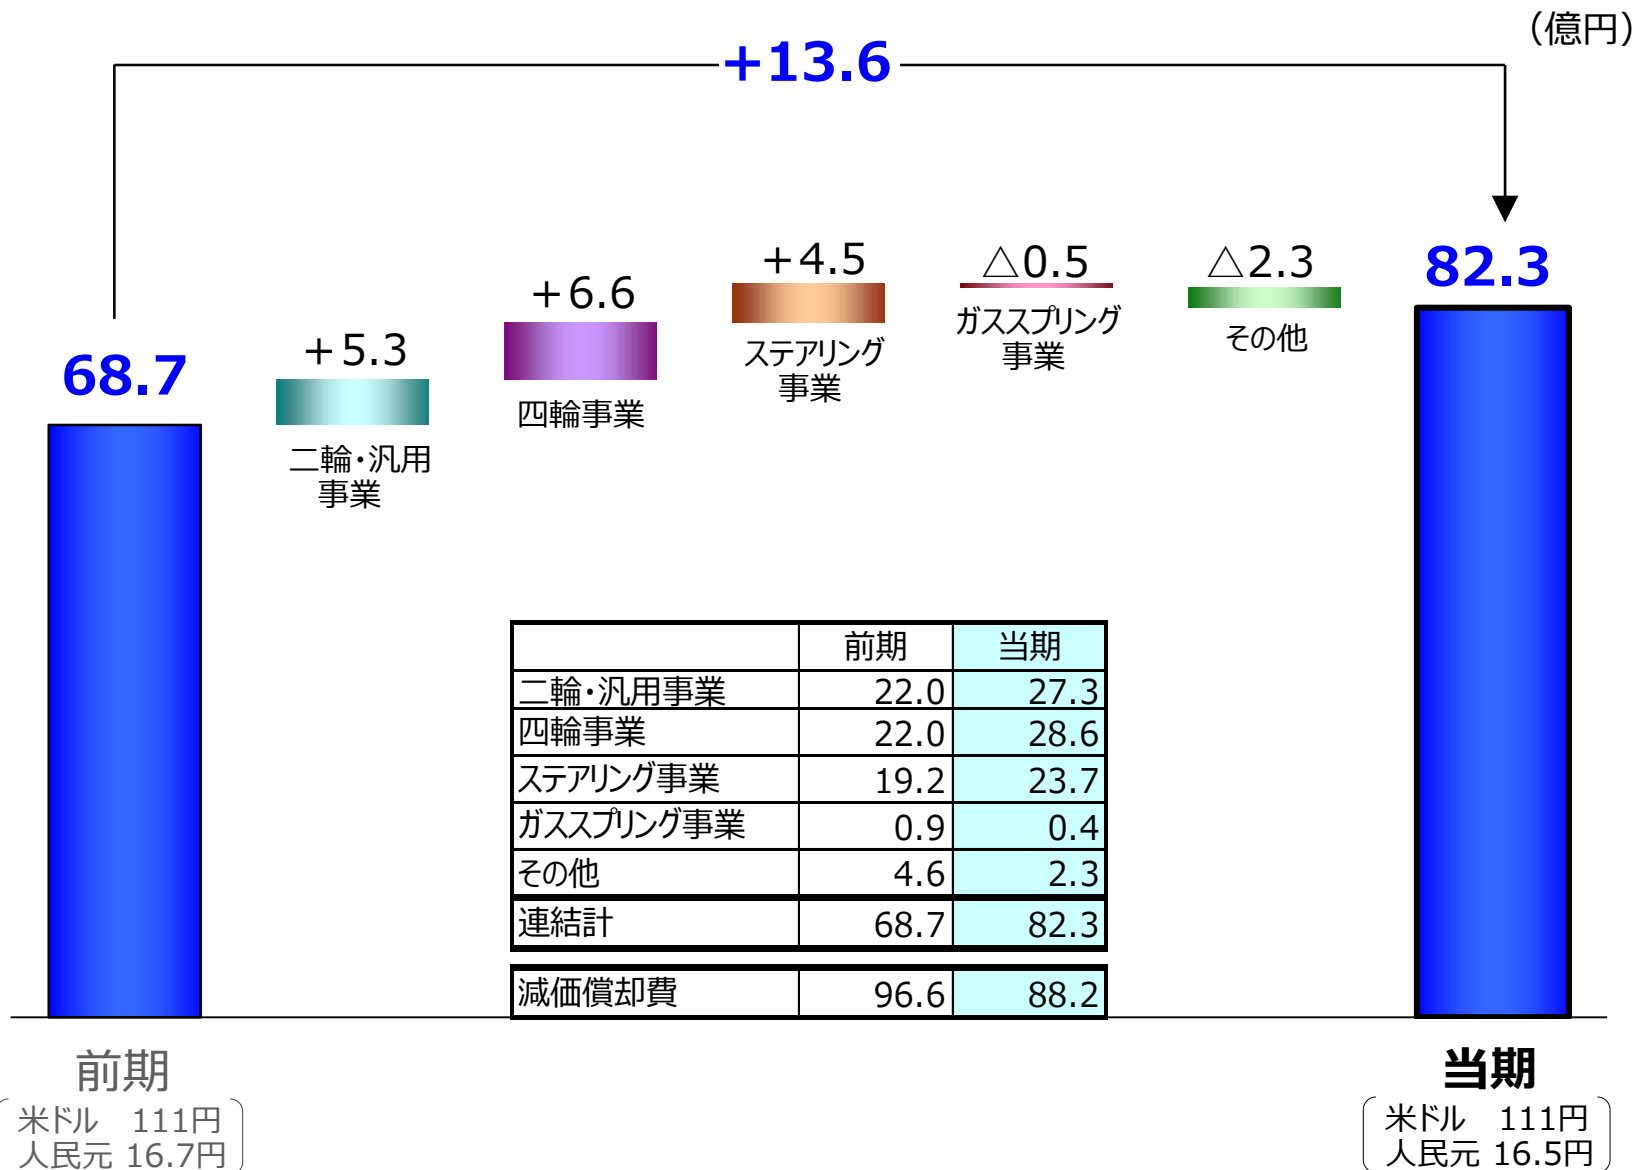 （億円）
+13.6
68.7
+5.3
二輪・汎用
事業
+6.6
四輪事業
+4.5
ステアリング
事業
△0.5
ガススプリング
事業
△2.3
その他
82.3
前期 当期
二輪・汎用事業 22.0 27.3
四輪事業 22.0 28.6
ステアリング事業 19.2 23.7
ガススプリング事業 0.9 0.4
その他 4.6 2.3
連結計 68.7 82.3
減価償却費 96.6 88.2
前期
米ドル 111円
人民元 16.7円
当期
米ドル 111円
人民元 16.5円